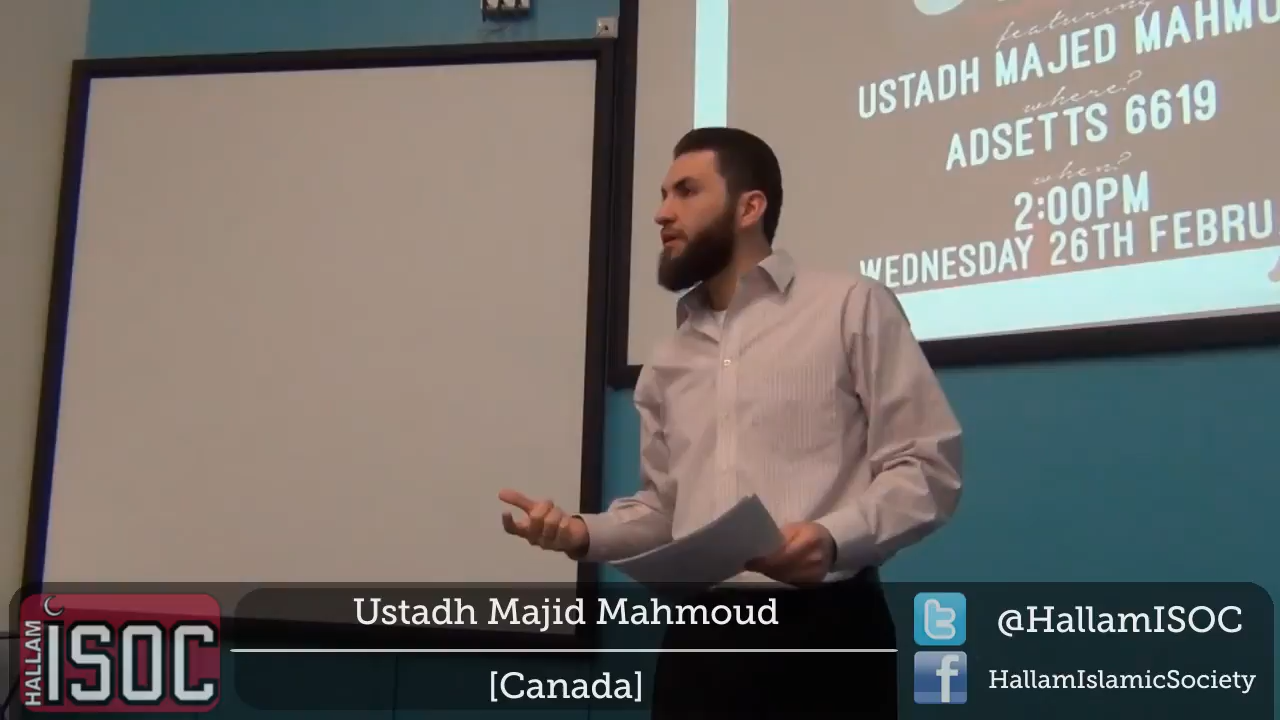 featuring
USTADH MAJED MAHMO
where?
ADSETTS 6619
when?
2:00PM
WEDNESDAY 26TH FEBRU
HALLAM
ISOC
Ustadh Majid Mahmoud
[Canada]
@HallamISOC
HallamIslamicSociety